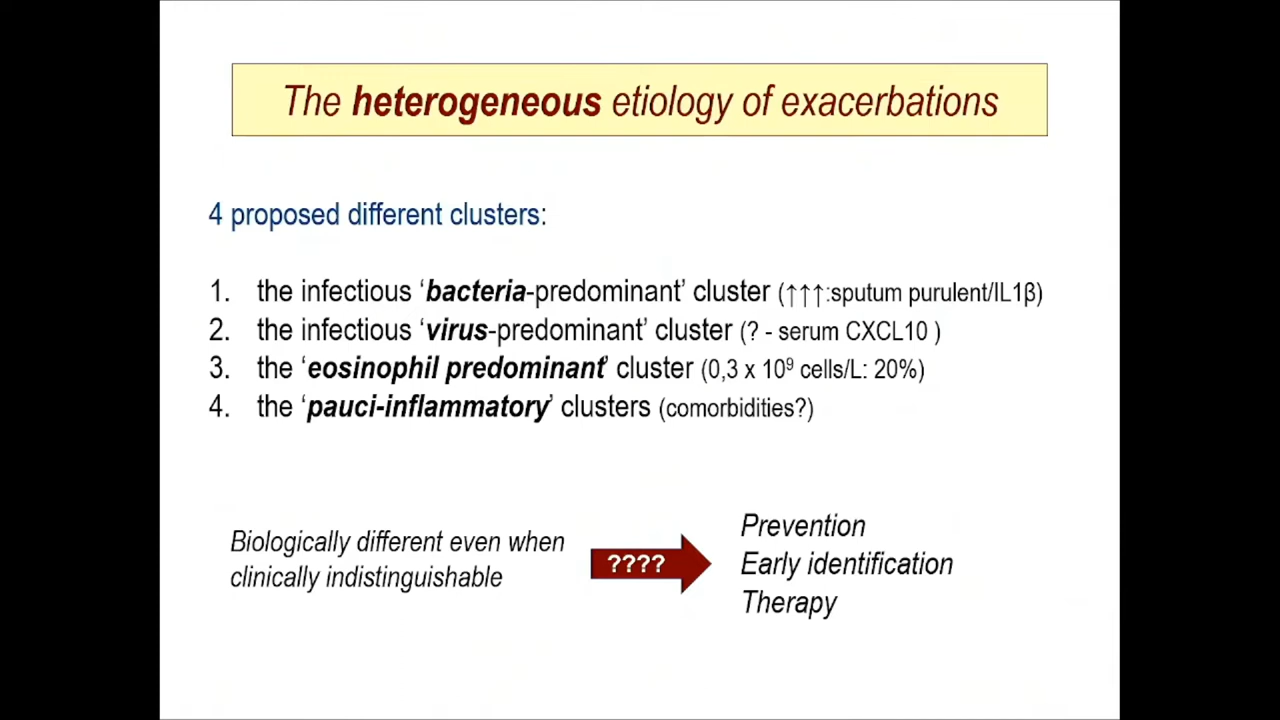 The heterogeneous etiology of exacerbations
4 proposed different clusters:
1. the infectious ‘bacteria-predominant’ cluster (↑↑↑:sputum purulent/IL1β)
2. the infectious ‘virus-predominant’ cluster (? - serum CXCL10 )
3. the ‘eosinophil predominant’ cluster (0,3 x 10⁹ cells/L: 20%)
4. the ‘pauci-inflammatory’ clusters (comorbidities?)
Biologically different even when
clinically indistinguishable
????
Prevention
Early identification
Therapy